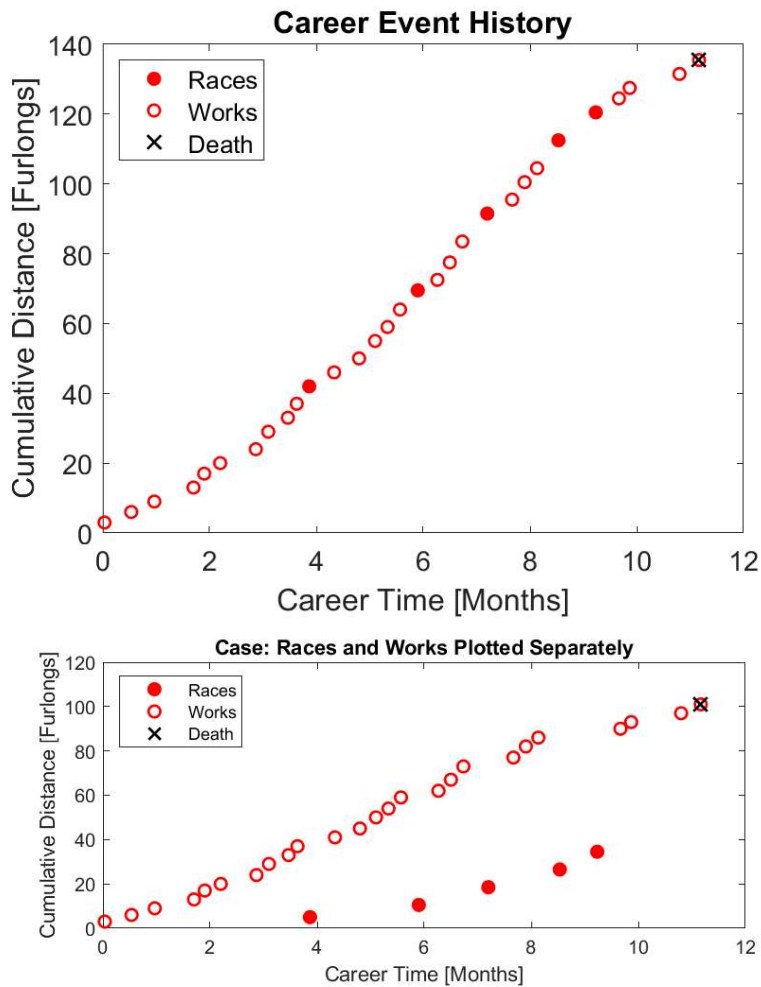 Career Event History
140
120
100
80
60
40
20
0
Cumulative Distance [Furlongs]
Races
Works
Death
0 2 4 6 8 10 12
Career Time [Months]
Case: Races and Works Plotted Separately
120
100
80
60
40
20
0
Cumulative Distance [Furlongs]
Races
Works
Death
0 2 4 6 8 10 12
Career Time [Months]